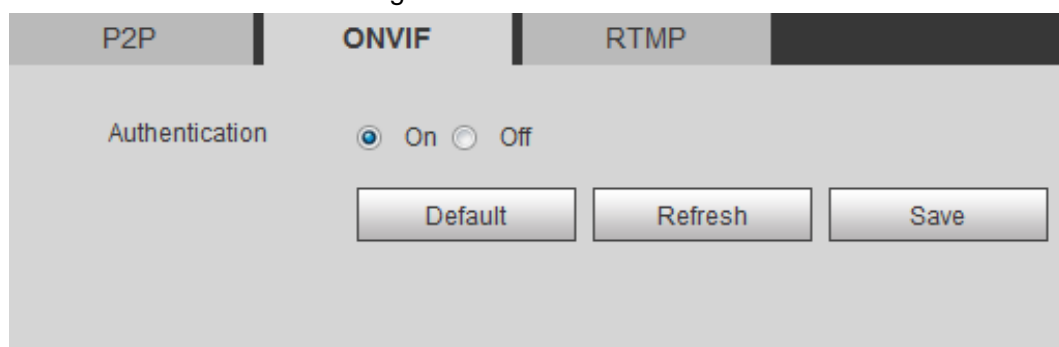 P2P ONVIF RTMP
Authentication On Off
Default Refresh Save